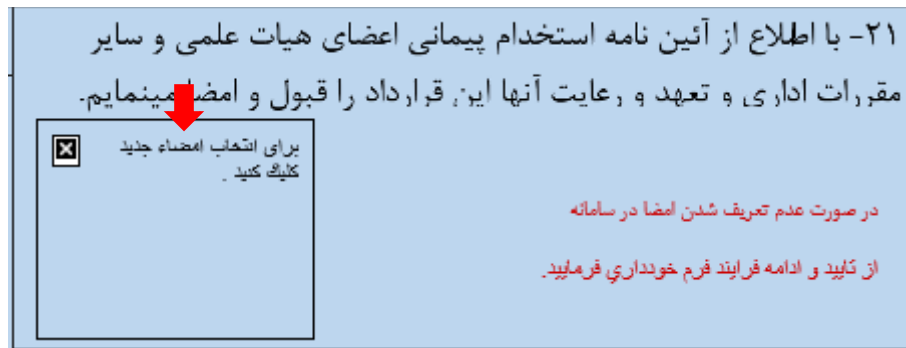 ۲۱- با اطلاع از آئین نامه استخدام پیمانی اعضای هیات علمی و سایر
مقررات اداری و تعهد و رعایت آنها این قرارداد را قبول و امضا مینمایم.
برای انتخاب امضاء جدید
کلیک کنید .
در صورت عدم تعریف شدن امضا در سامانه
از تایید و ادامه فرایند فرم خودداري فرمایید.